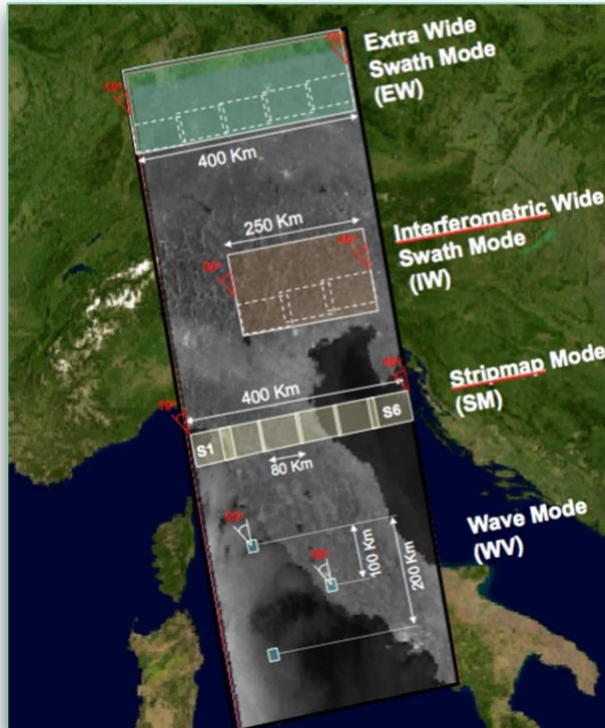 Extra Wide
Swath Mode
(EW)
400 Km
250 Km
Interferometric Wide
Swath Mode
(IW)
400 Km
Stripmap Mode
(SM)
S1
S6
80 Km
Wave Mode
(WV)
100 Km
200 Km